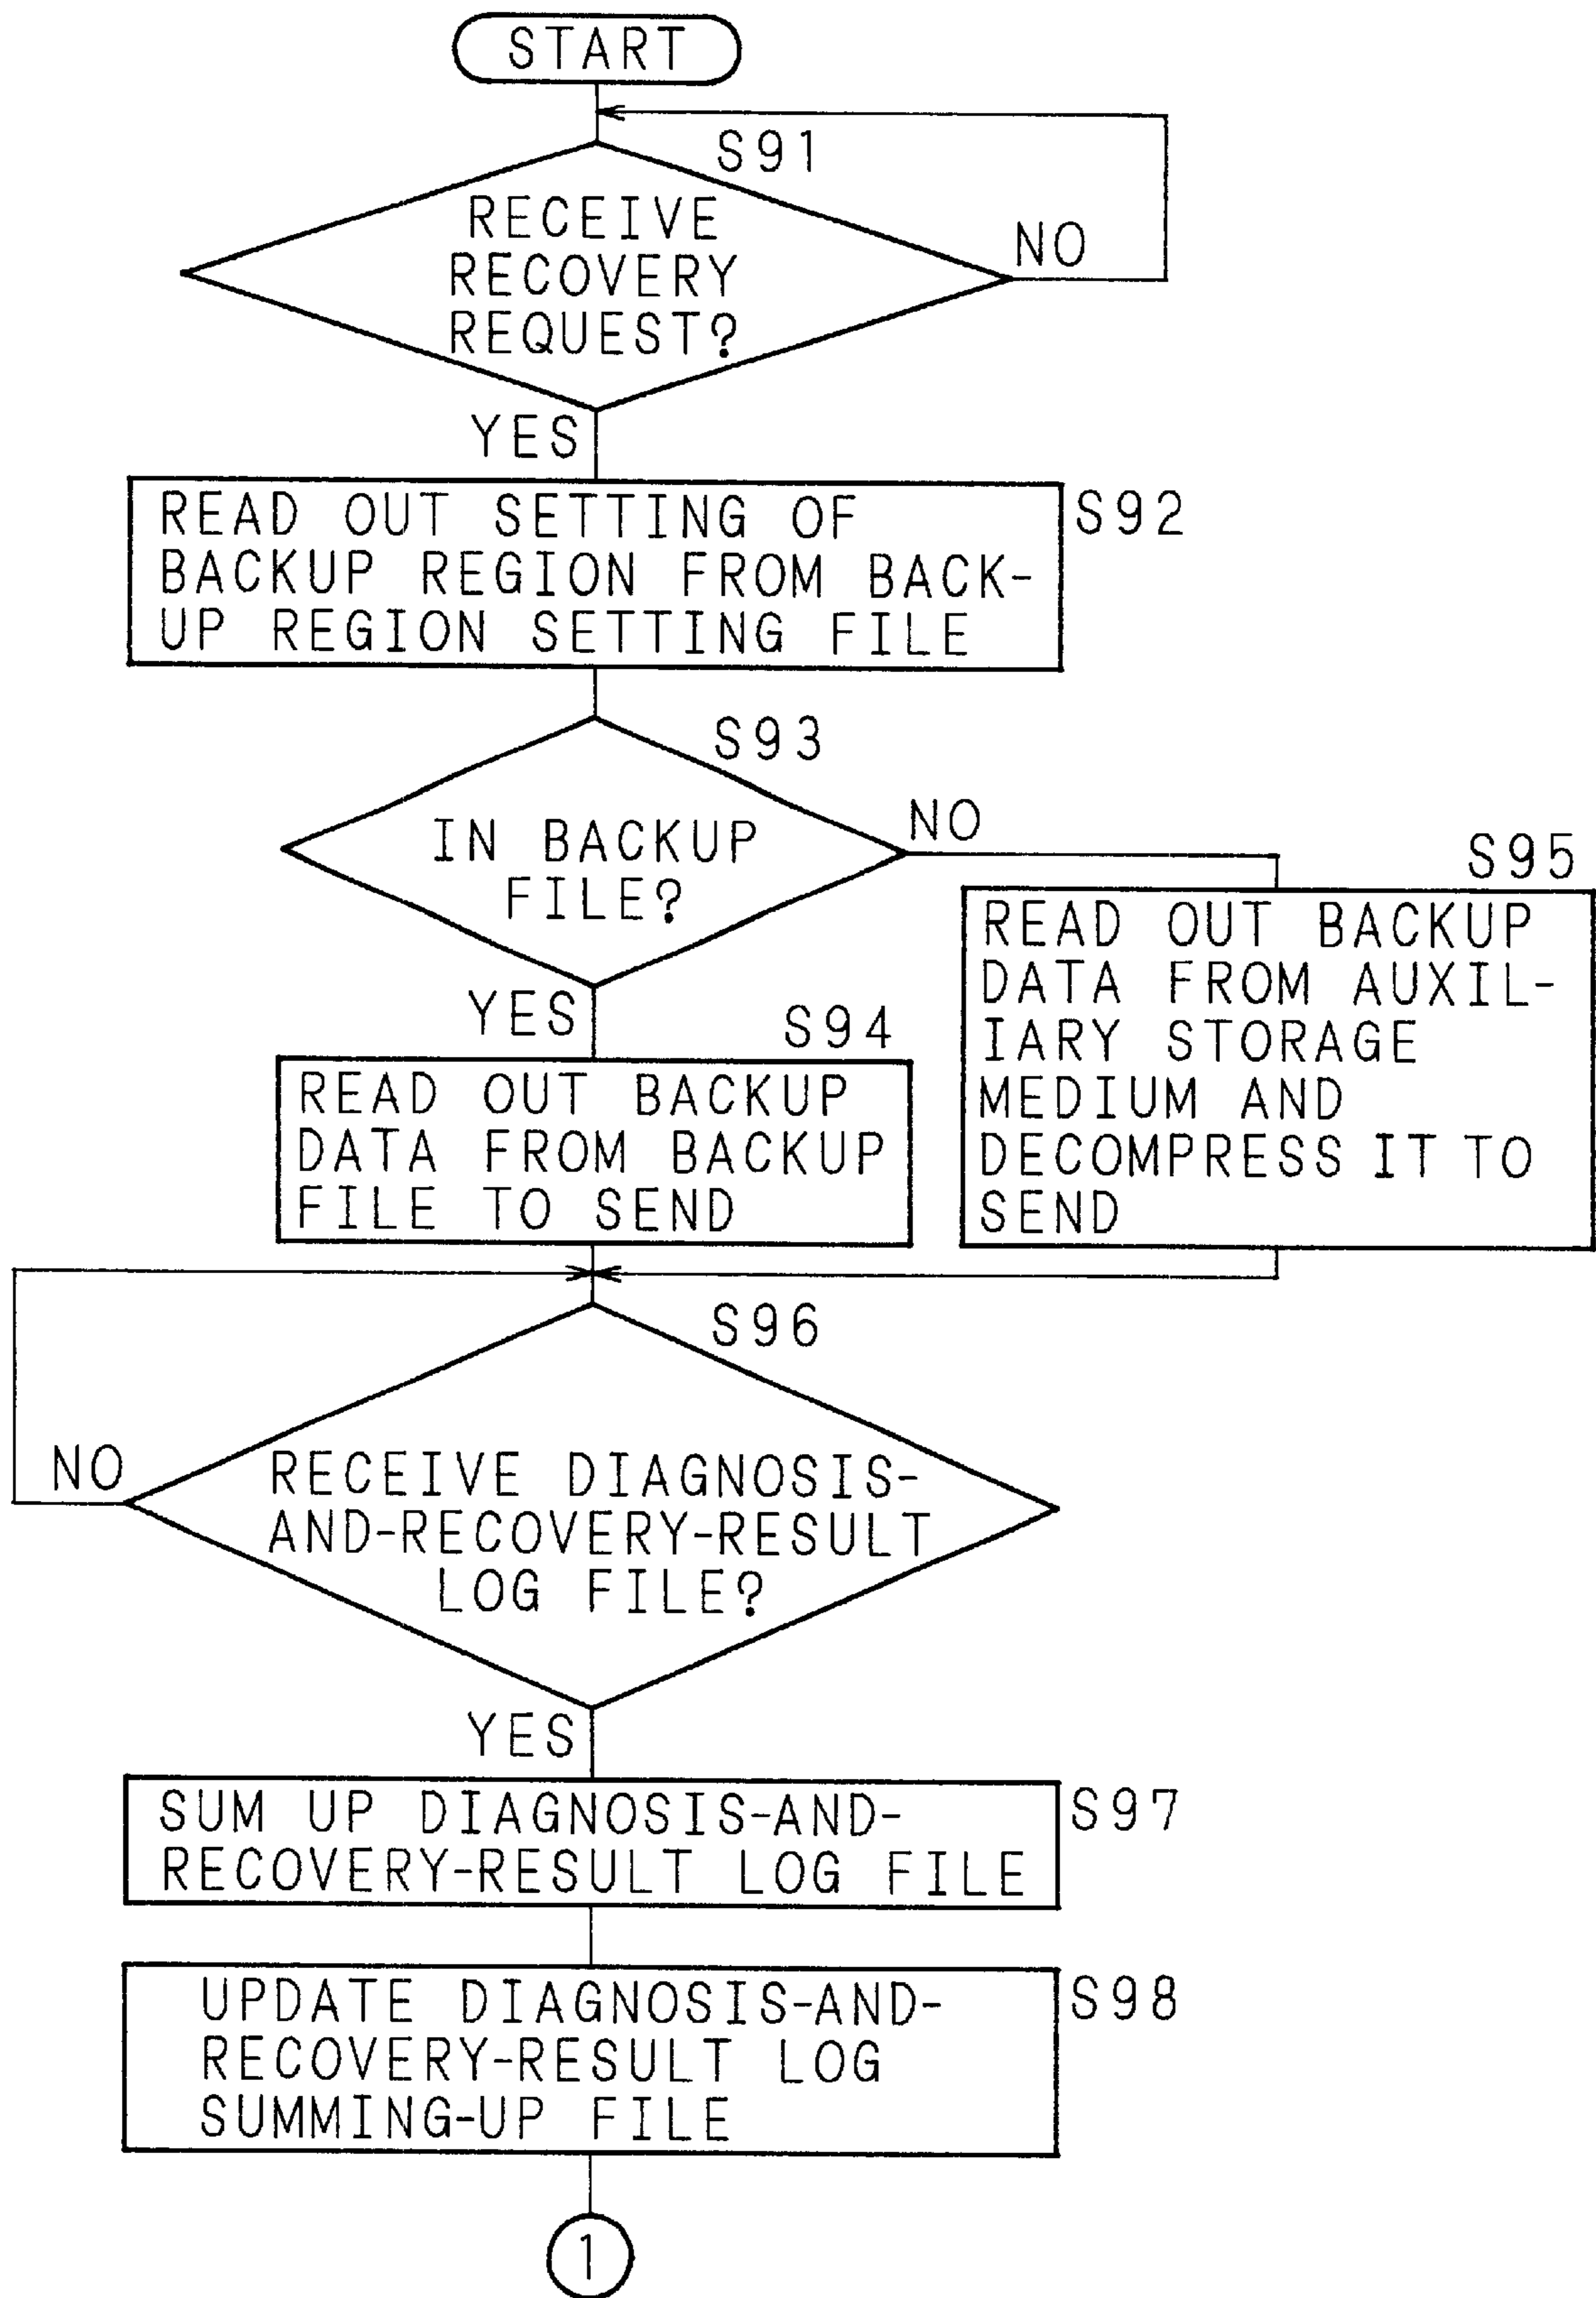 START
S91
RECEIVE
RECOVERY
REQUEST?
NO
YES
READ OUT SETTING OF
BACKUP REGION FROM BACK-
UP REGION SETTING FILE
S92
S93
IN BACKUP
FILE?
NO
YES
S94
READ OUT BACKUP
DATA FROM BACKUP
FILE TO SEND
S95
READ OUT BACKUP
DATA FROM AUXIL-
IARY STORAGE
MEDIUM AND
DECOMPRESS IT TO
SEND
S96
NO
RECEIVE DIAGNOSIS-
AND-RECOVERY-RESULT
LOG FILE?
YES
SUM UP DIAGNOSIS-AND-
RECOVERY-RESULT LOG FILE
S97
UPDATE DIAGNOSIS-AND-
RECOVERY-RESULT LOG
SUMMING-UP FILE
S98
1